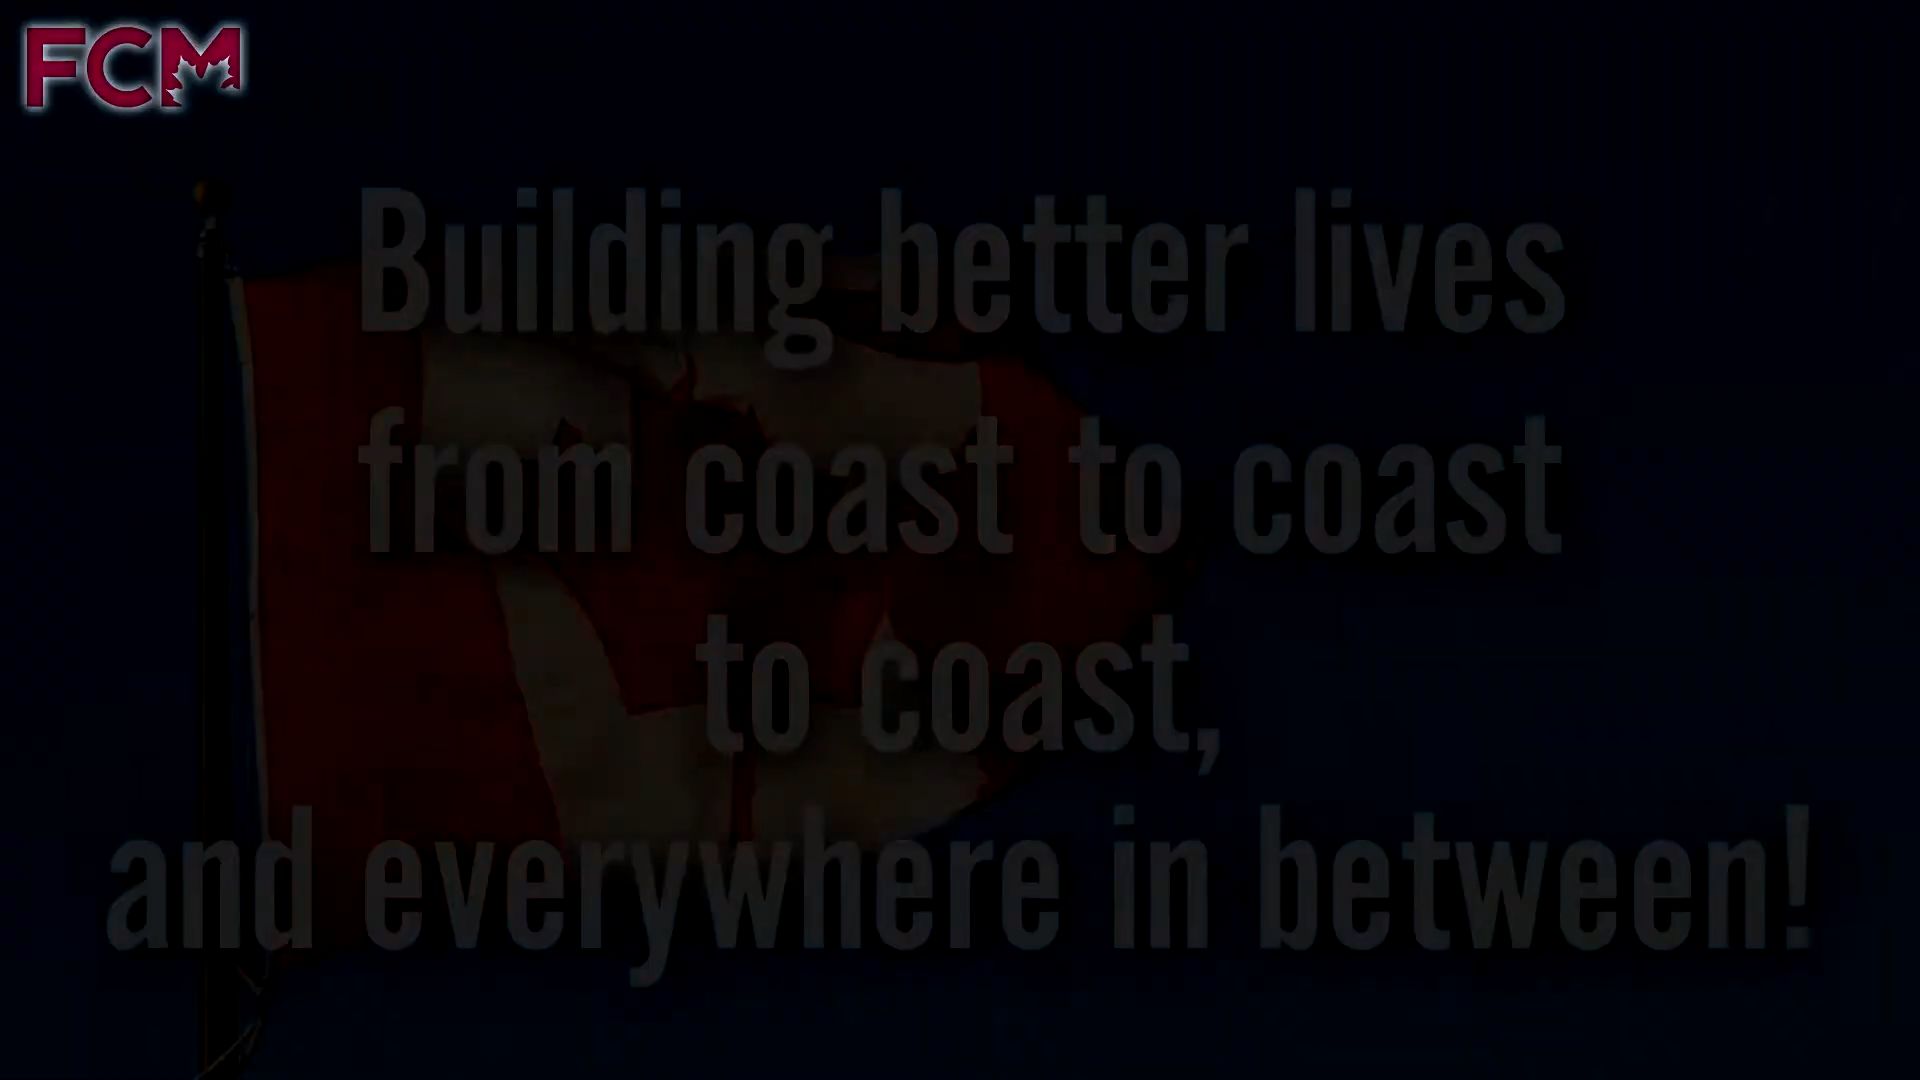 FCM
Building better lives
from coast to coast
to coast,
and everywhere in between!